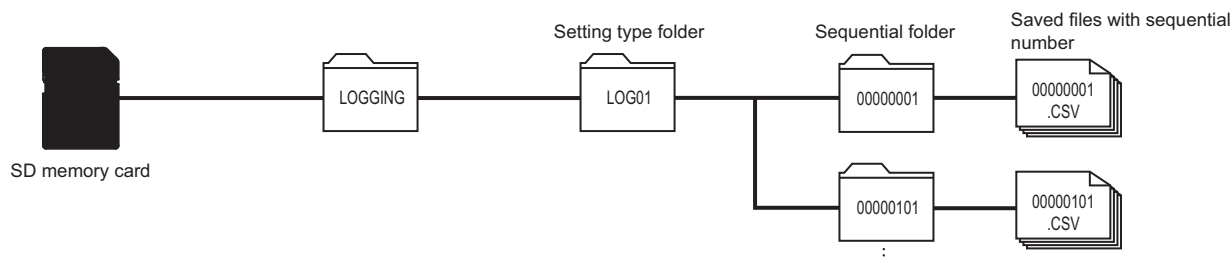 Setting type folder
Sequential folder
Saved files with sequential
number
LOGGING
LOG01
00000001
00000001
.CSV
SD memory card
00000101
00000101
.CSV
: